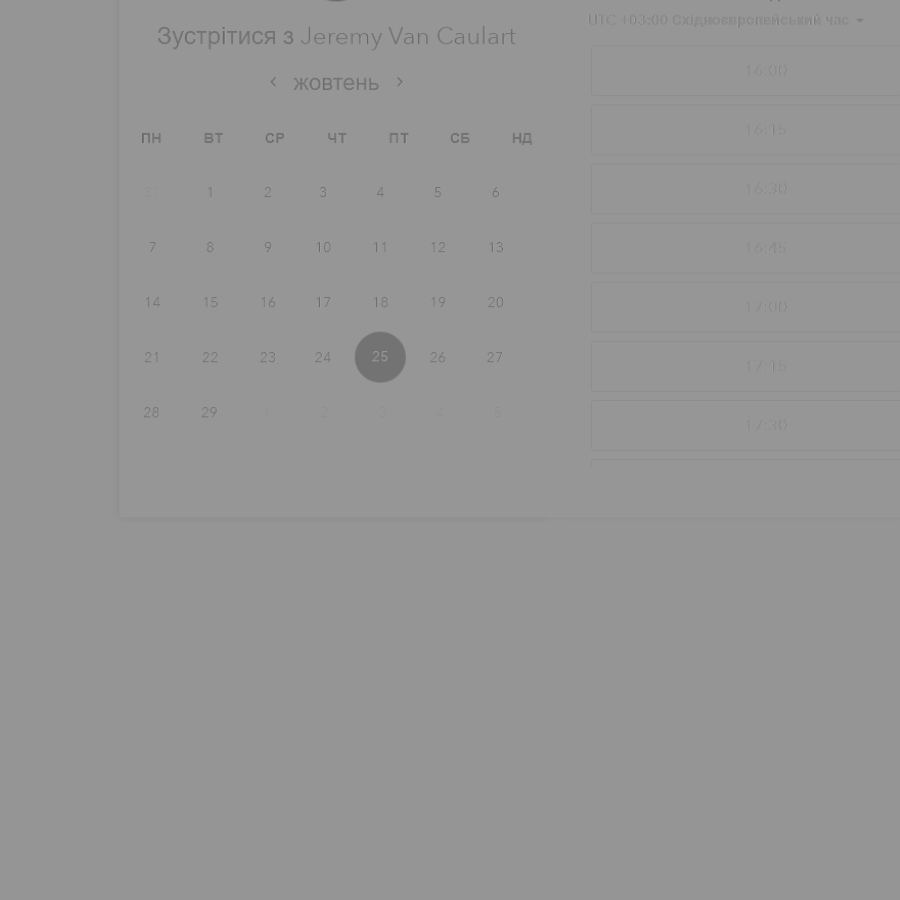 Зустрітися з Jeremy Van Caulart
жовтень
ПН ВТ СР ЧТ ПТ СБ НД
31 1 2 3 4 5 6
7 8 9 10 11 12 13
14 15 16 17 18 19 20
21 22 23 24 25 26 27
28 29 1 2 3 4 5
UTC +03:00 Східноєвропейський час
16:00
16:15
16:30
16:45
17:00
17:15
17:30